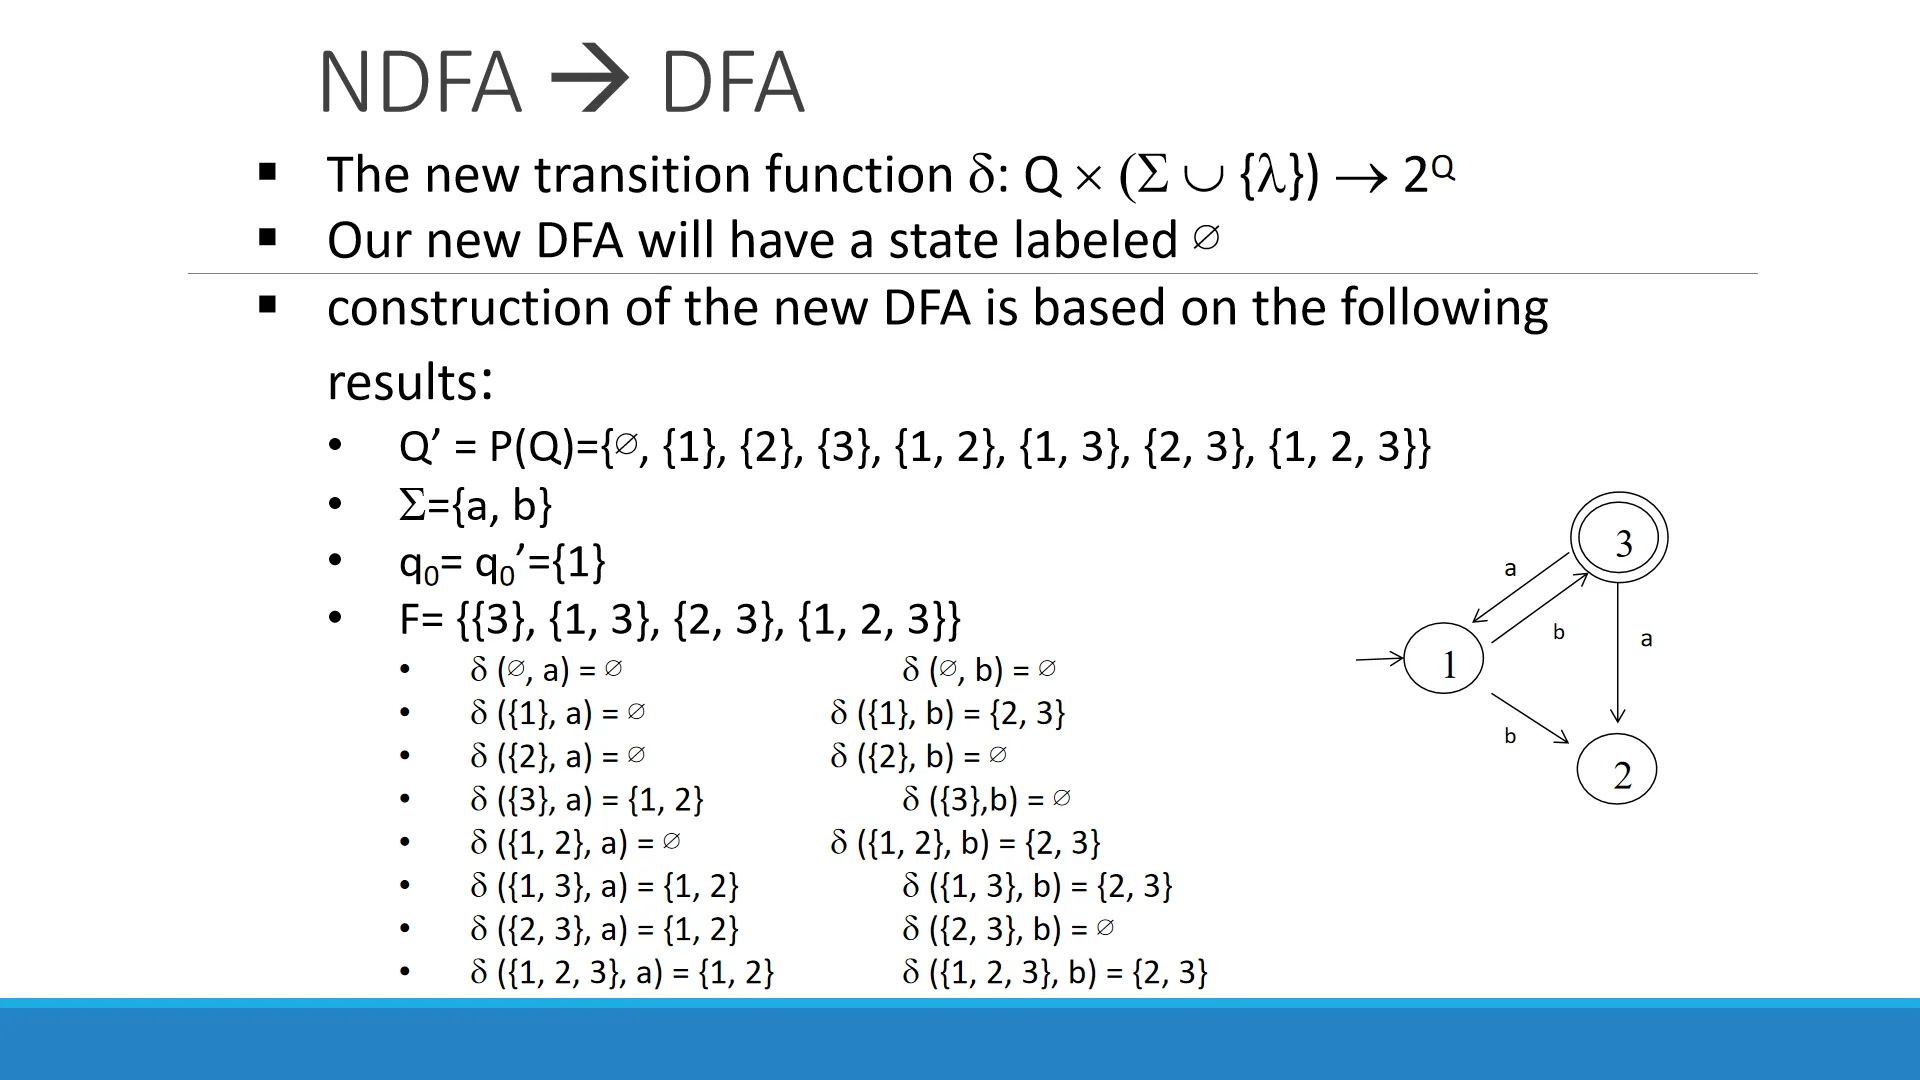 NDFA → DFA
▪ The new transition function δ: Q × (Σ ∪ {λ}) → 2^Q
▪ Our new DFA will have a state labeled ∅
▪ construction of the new DFA is based on the following
results:
• Q’ = P(Q)={∅, {1}, {2}, {3}, {1, 2}, {1, 3}, {2, 3}, {1, 2, 3}}
• Σ={a, b}
• q₀= q₀’={1}
• F= {{3}, {1, 3}, {2, 3}, {1, 2, 3}}
• δ (∅, a) = ∅ δ (∅, b) = ∅
• δ ({1}, a) = ∅ δ ({1}, b) = {2, 3}
• δ ({2}, a) = ∅ δ ({2}, b) = ∅
• δ ({3}, a) = {1, 2} δ ({3},b) = ∅
• δ ({1, 2}, a) = ∅ δ ({1, 2}, b) = {2, 3}
• δ ({1, 3}, a) = {1, 2} δ ({1, 3}, b) = {2, 3}
• δ ({2, 3}, a) = {1, 2} δ ({2, 3}, b) = ∅
• δ ({1, 2, 3}, a) = {1, 2} δ ({1, 2, 3}, b) = {2, 3}
3
a
b
a
1
b
2